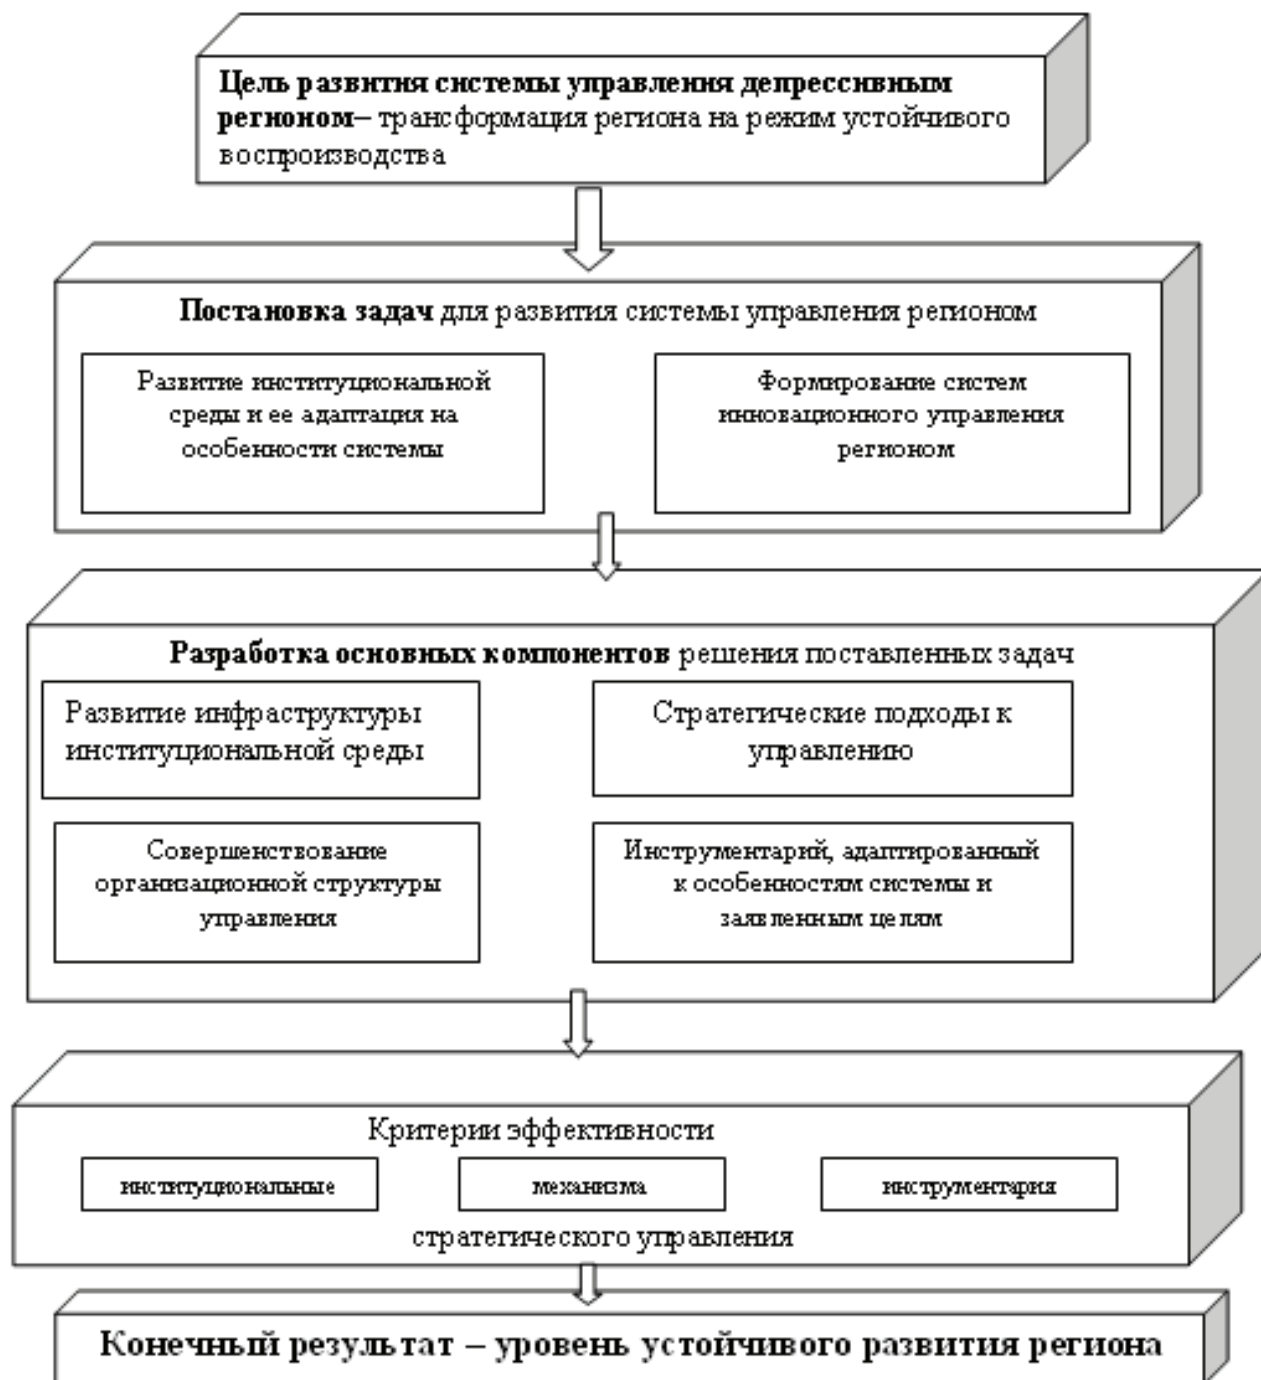 Цель развития системы управления депрессивным
регионом– трансформация региона на режим устойчивого
воспроизводства
Постановка задач для развития системы управления регионом
Развитие институциональной
среды и ее адаптация на
особенности системы
Формирование систем
инновационного управления
регионом
Разработка основных компонентов решения поставленных задач
Развитие инфраструктуры
институциональной среды
Стратегические подходы к
управлению
Совершенствование
организационной структуры
управления
Инструментарий, адаптированный
к особенностям системы и
заявленным целям
Критерии эффективности
институциональные
механизма
инструментария
стратегического управления
Конечный результат – уровень устойчивого развития региона